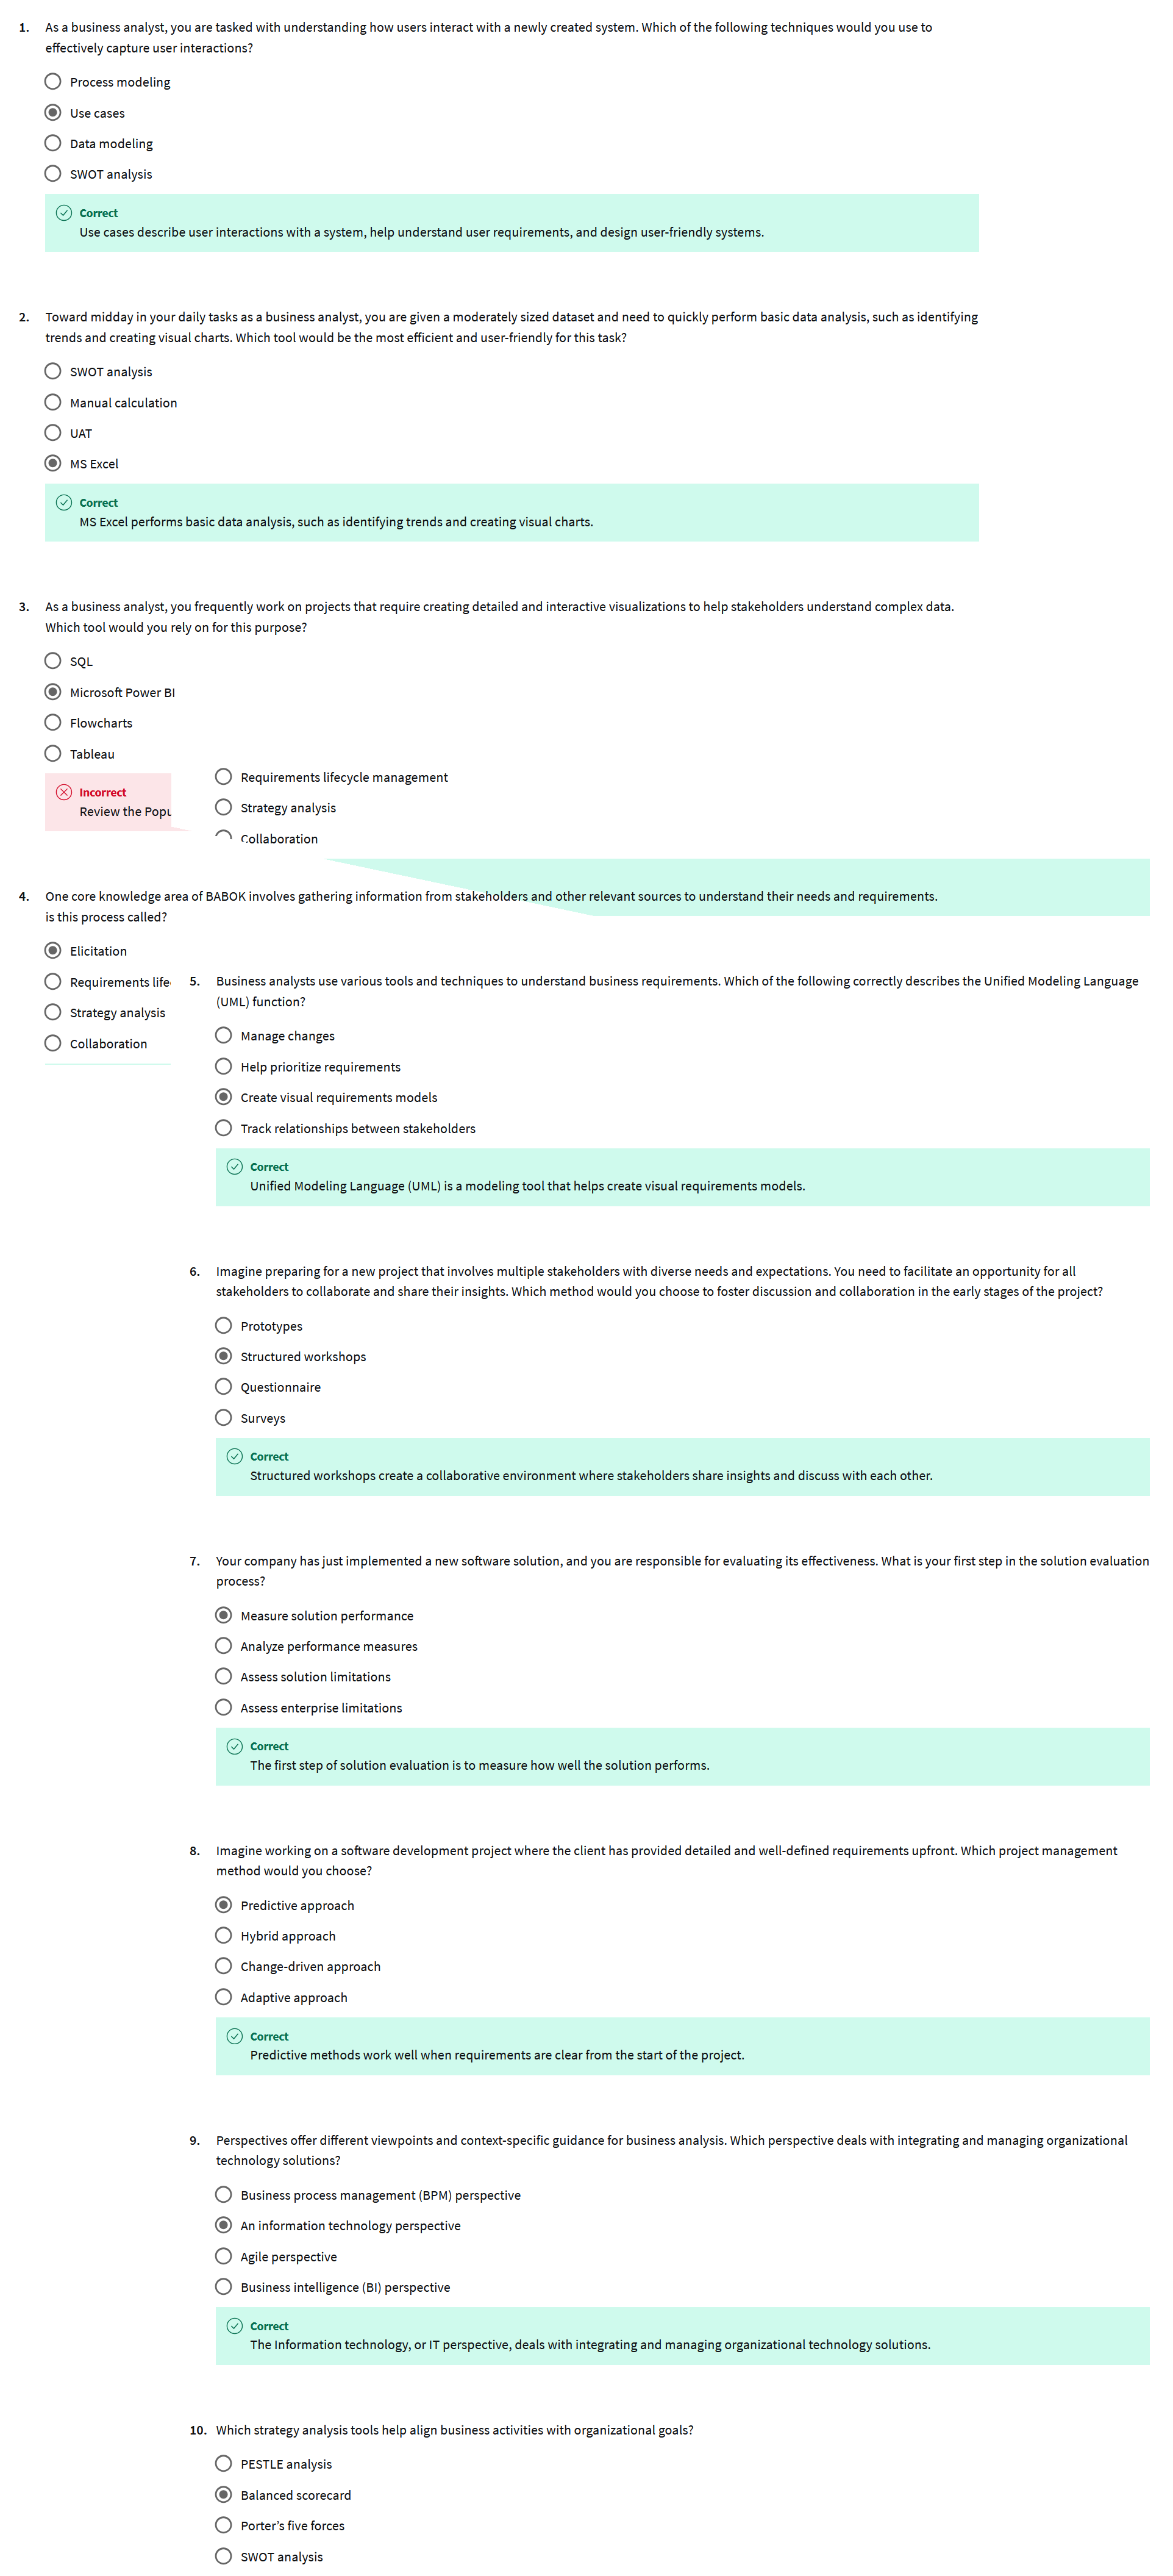 1. As a business analyst, you are tasked with understanding how users interact with a newly created system. Which of the following techniques would you use to
effectively capture user interactions?
Process modeling
Use cases
Data modeling
SWOT analysis
Correct
Use cases describe user interactions with a system, help understand user requirements, and design user-friendly systems.
2. Toward midday in your daily tasks as a business analyst, you are given a moderately sized dataset and need to quickly perform basic data analysis, such as identifying
trends and creating visual charts. Which tool would be the most efficient and user-friendly for this task?
SWOT analysis
Manual calculation
UAT
MS Excel
Correct
MS Excel performs basic data analysis, such as identifying trends and creating visual charts.
3. As a business analyst, you frequently work on projects that require creating detailed and interactive visualizations to help stakeholders understand complex data.
Which tool would you rely on for this purpose?
SQL
Microsoft Power BI
Flowcharts
Tableau
Incorrect
Review the
Requirements lifecycle management
Strategy analysis
Collaboration
4. One core knowledge area of BABOK involves gathering information from stakeholders and other relevant sources to understand their needs and requirements.
is this process called?
Elicitation
Requirements
Strategy analysis
Collaboration
5. Business analysts use various tools and techniques to understand business requirements. Which of the following correctly describes the Unified Modeling Language
(UML) function?
Manage changes
Help prioritize requirements
Create visual requirements models
Track relationships between stakeholders
Correct
Unified Modeling Language (UML) is a modeling tool that helps create visual requirements models.
6. Imagine preparing for a new project that involves multiple stakeholders with diverse needs and expectations. You need to facilitate an opportunity for all
stakeholders to collaborate and share their insights. Which method would you choose to foster discussion and collaboration in the early stages of the project?
Prototypes
Structured workshops
Questionnaire
Surveys
Correct
Structured workshops create a collaborative environment where stakeholders share insights and discuss with each other.
7. Your company has just implemented a new software solution, and you are responsible for evaluating its effectiveness. What is your first step in the solution evaluation
process?
Measure solution performance
Analyze performance measures
Assess solution limitations
Assess enterprise limitations
Correct
The first step of solution evaluation is to measure how well the solution performs.
8. Imagine working on a software development project where the client has provided detailed and well-defined requirements upfront. Which project management
method would you choose?
Predictive approach
Hybrid approach
Change-driven approach
Adaptive approach
Correct
Predictive methods work well when requirements are clear from the start of the project.
9. Perspectives offer different viewpoints and context-specific guidance for business analysis. Which perspective deals with integrating and managing organizational
technology solutions?
Business process management (BPM) perspective
An information technology perspective
Agile perspective
Business intelligence (BI) perspective
Correct
The Information technology, or IT perspective, deals with integrating and managing organizational technology solutions.
10. Which strategy analysis tools help align business activities with organizational goals?
PESTLE analysis
Balanced scorecard
Porter’s five forces
SWOT analysis